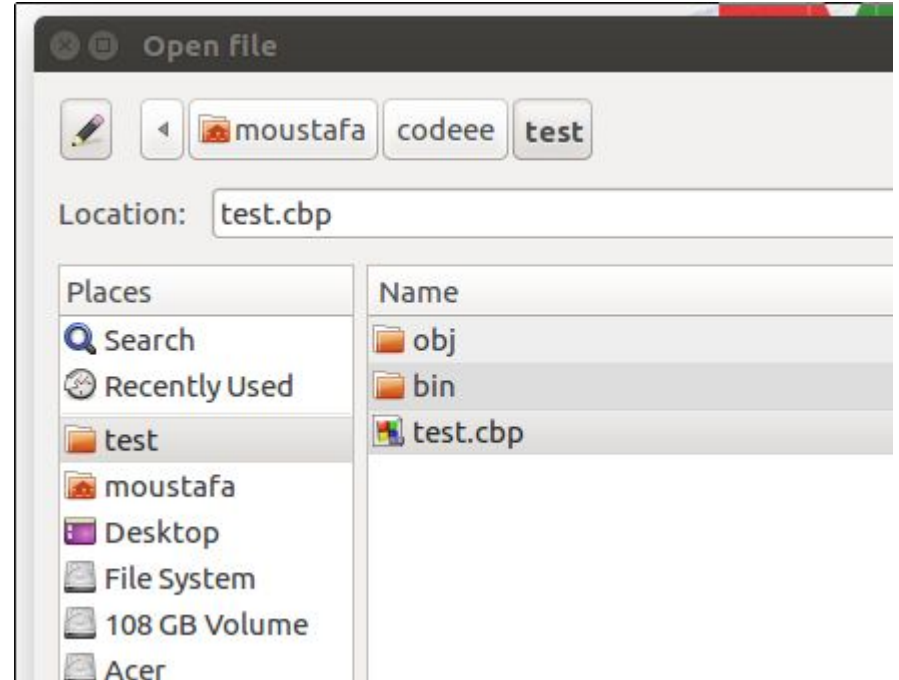 Open file
moustafa codeee test
Location: test.cbp
Places
Search
Recently Used
test
moustafa
Desktop
File System
108 GB Volume
Acer
Name
obj
bin
test.cbp